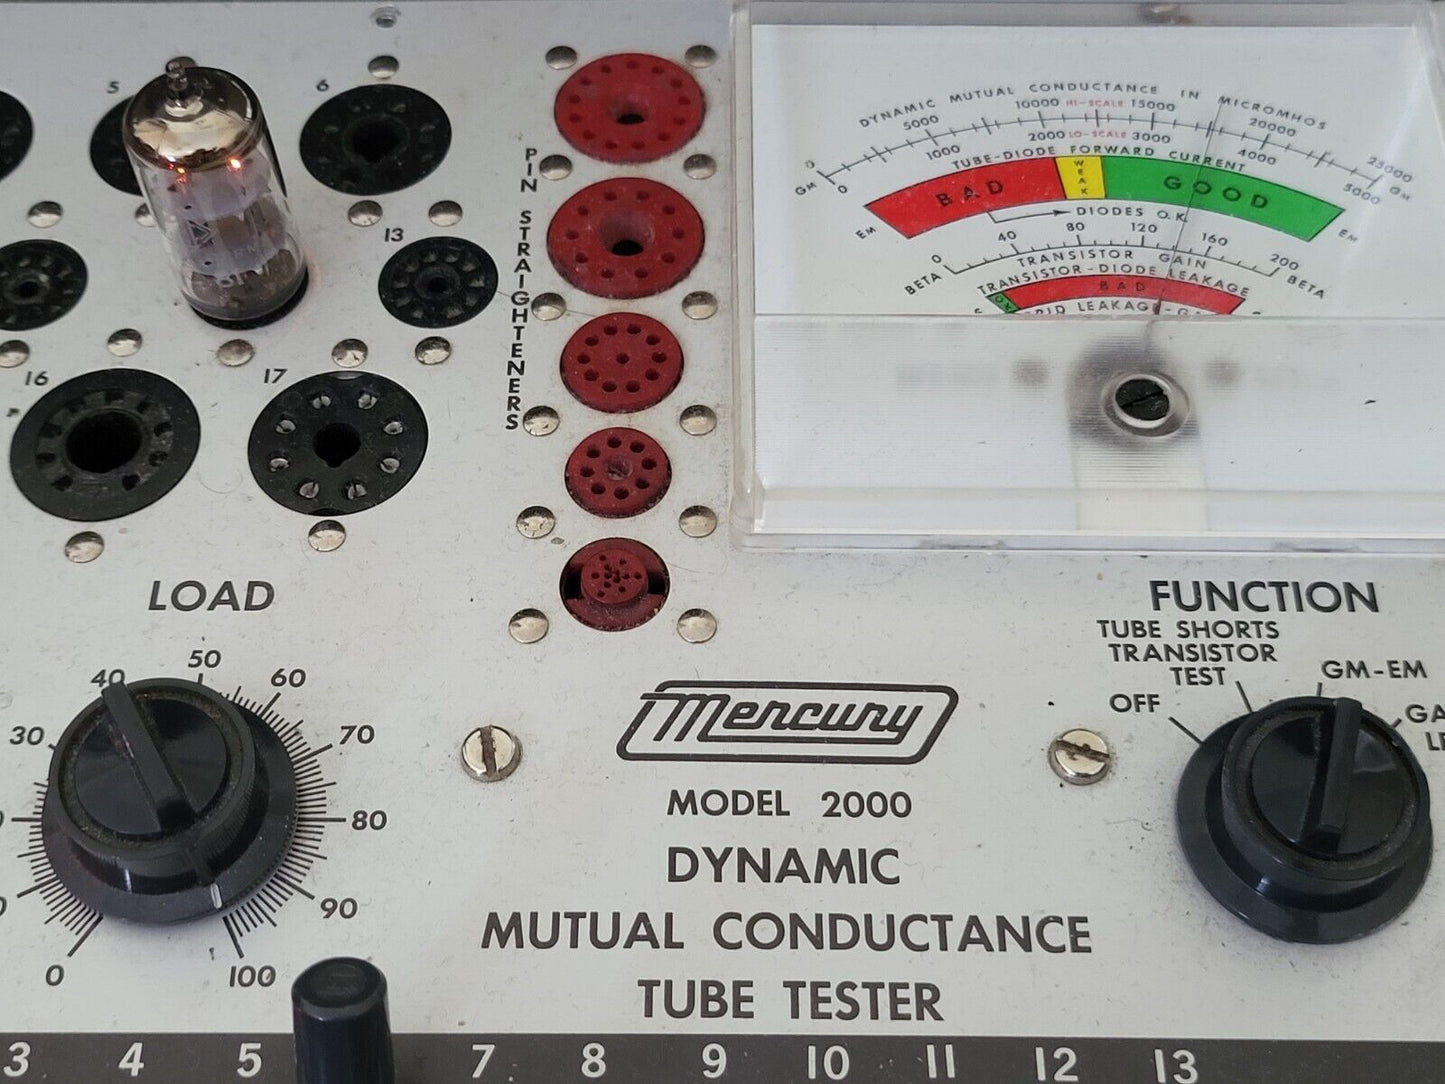 5
6
13
16
17
PIN STRAIGHTENERS
DYNAMIC MUTUAL CONDUCTANCE IN MICROMHOS
0 5000 10000 HI-SCALE 15000 20000 25000
GM 0 1000 2000 LO-SCALE 3000 4000 5000 GM
TUBE-DIODE FORWARD CURRENT
BAD WEAK GOOD
EM DIODES O.K. EM
0 40 80 120 160 200
BETA TRANSISTOR GAIN BETA
TRANSISTOR-DIODE LEAKAGE
BAD
LEAKAGE-
LOAD
0 30 40 50 60 70 80 90 100
FUNCTION
TUBE SHORTS
TRANSISTOR
TEST
OFF
GM-EM
GA
LE
Mercury
MODEL 2000
DYNAMIC
MUTUAL CONDUCTANCE
TUBE TESTER
3 4 5 7 8 9 10 11 12 13